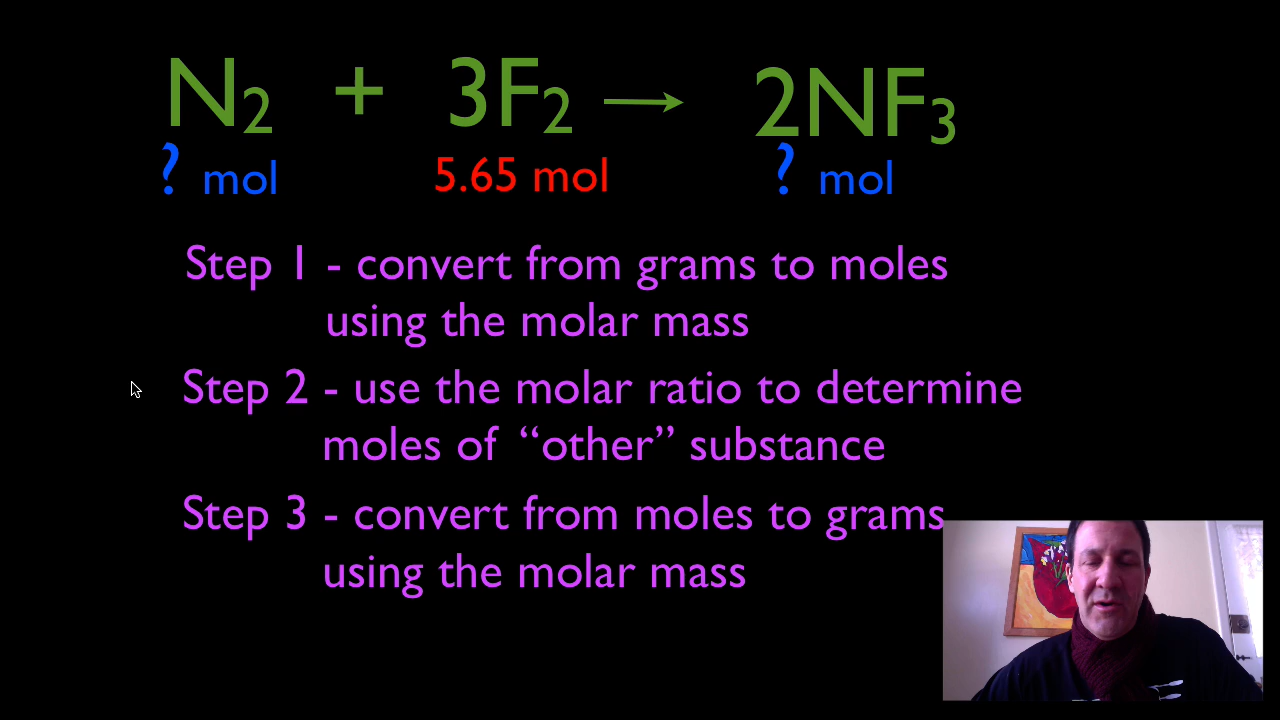 N₂ + 3F₂ → 2NF₃
? mol 5.65 mol ? mol
Step 1 - convert from grams to moles
using the molar mass
Step 2 - use the molar ratio to determine
moles of “other” substance
Step 3 - convert from moles to grams
using the molar mass